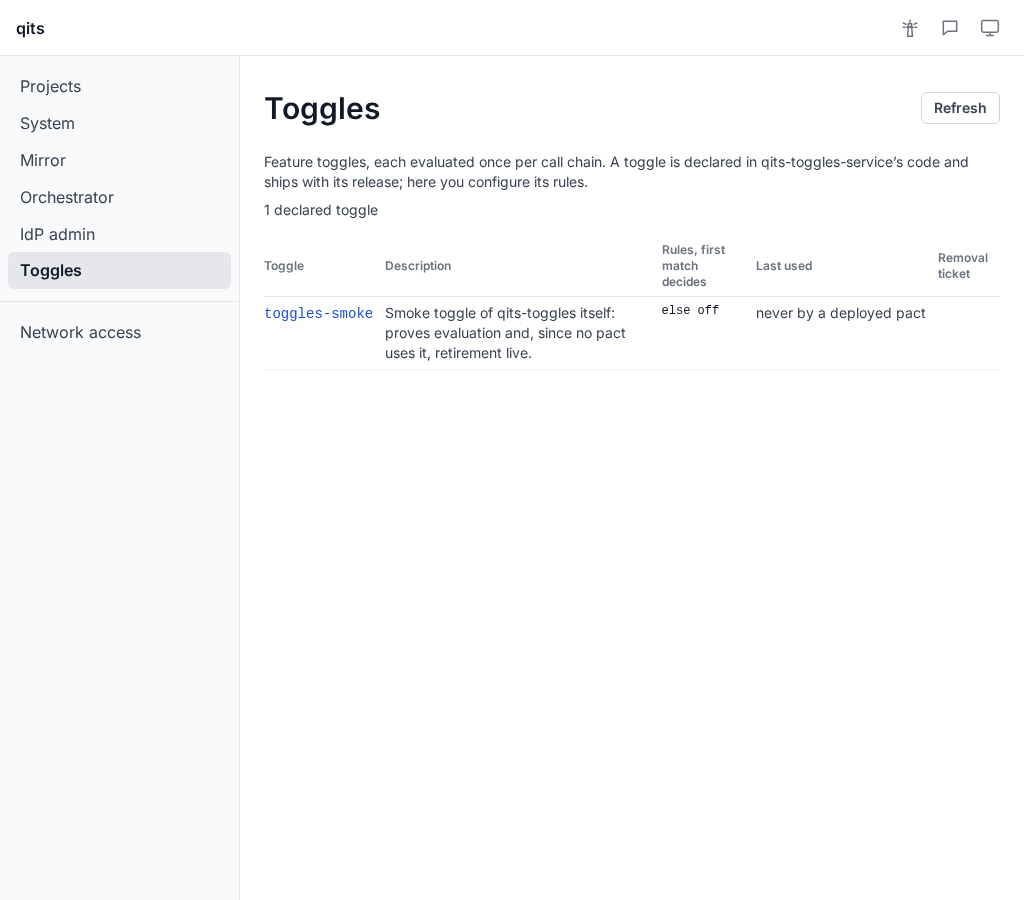 qits
Projects
System
Mirror
Orchestrator
IdP admin
Toggles
Network access
Toggles
Refresh
Feature toggles, each evaluated once per call chain. A toggle is declared in qits-toggles-service’s code and
ships with its release; here you configure its rules.
1 declared toggle
Toggle
Description
Rules, first
match
decides
Last used
Removal
ticket
toggles-smoke
Smoke toggle of qits-toggles itself:
proves evaluation and, since no pact
uses it, retirement live.
else off
never by a deployed pact